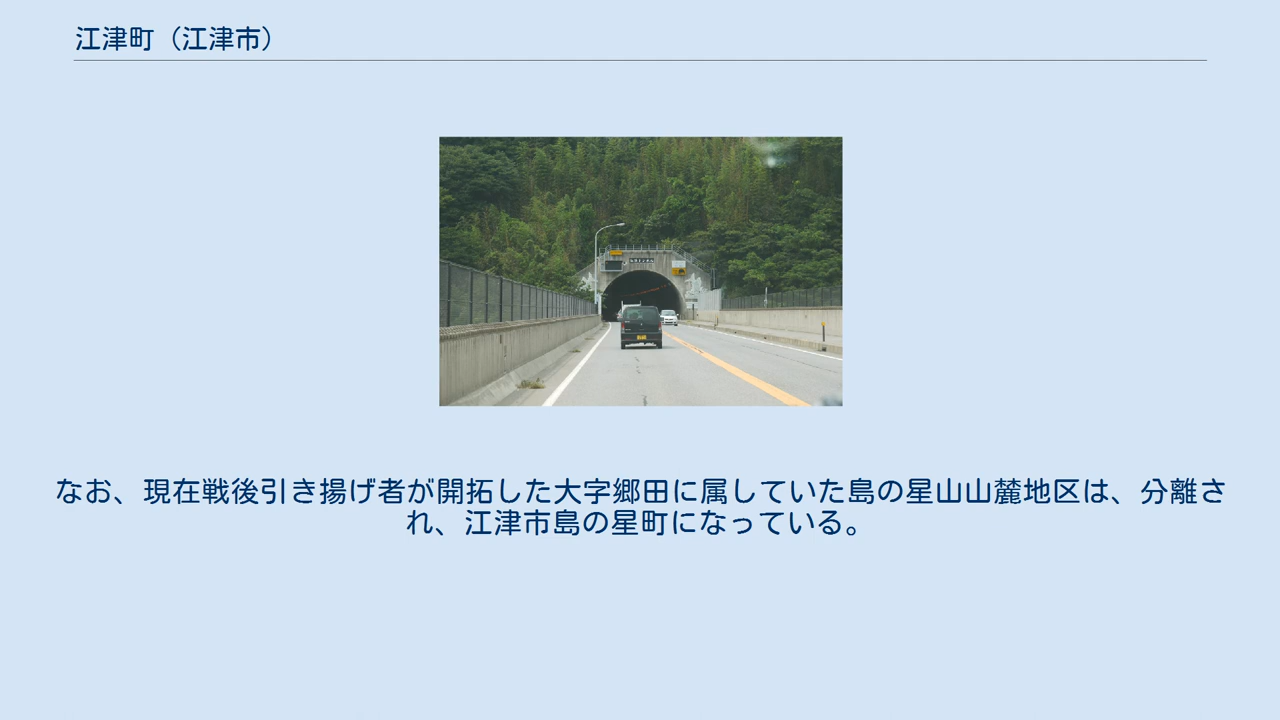 江津町（江津市）
なお、現在戦後引き揚げ者が開拓した大字郷田に属していた島の星山山麓地区は、分離さ
れ、江津市島の星町になっている。